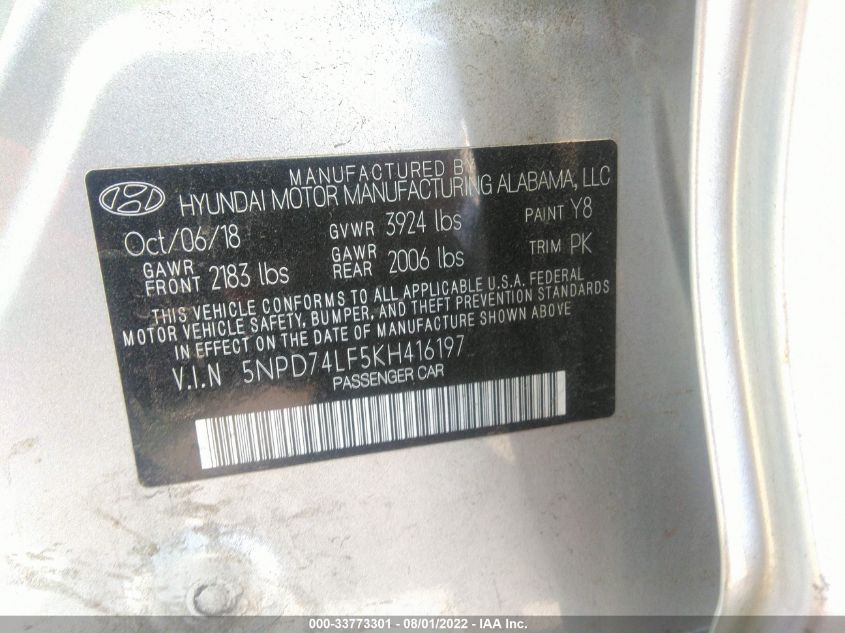 MANUFACTURED BY
HYUNDAI MOTOR MANUFACTURING ALABAMA, LLC
Oct/06/18 GVWR 3924 lbs PAINT Y8
GAWR FRONT 2183 lbs GAWR REAR 2006 lbs TRIM PK
THIS VEHICLE CONFORMS TO ALL APPLICABLE U.S.A. FEDERAL
MOTOR VEHICLE SAFETY, BUMPER, AND THEFT PREVENTION STANDARDS
IN EFFECT ON THE DATE OF MANUFACTURE SHOWN ABOVE
V.I.N 5NPD74LF5KH416197
PASSENGER CAR
000-33773301 - 08/01/2022 - IAA Inc.